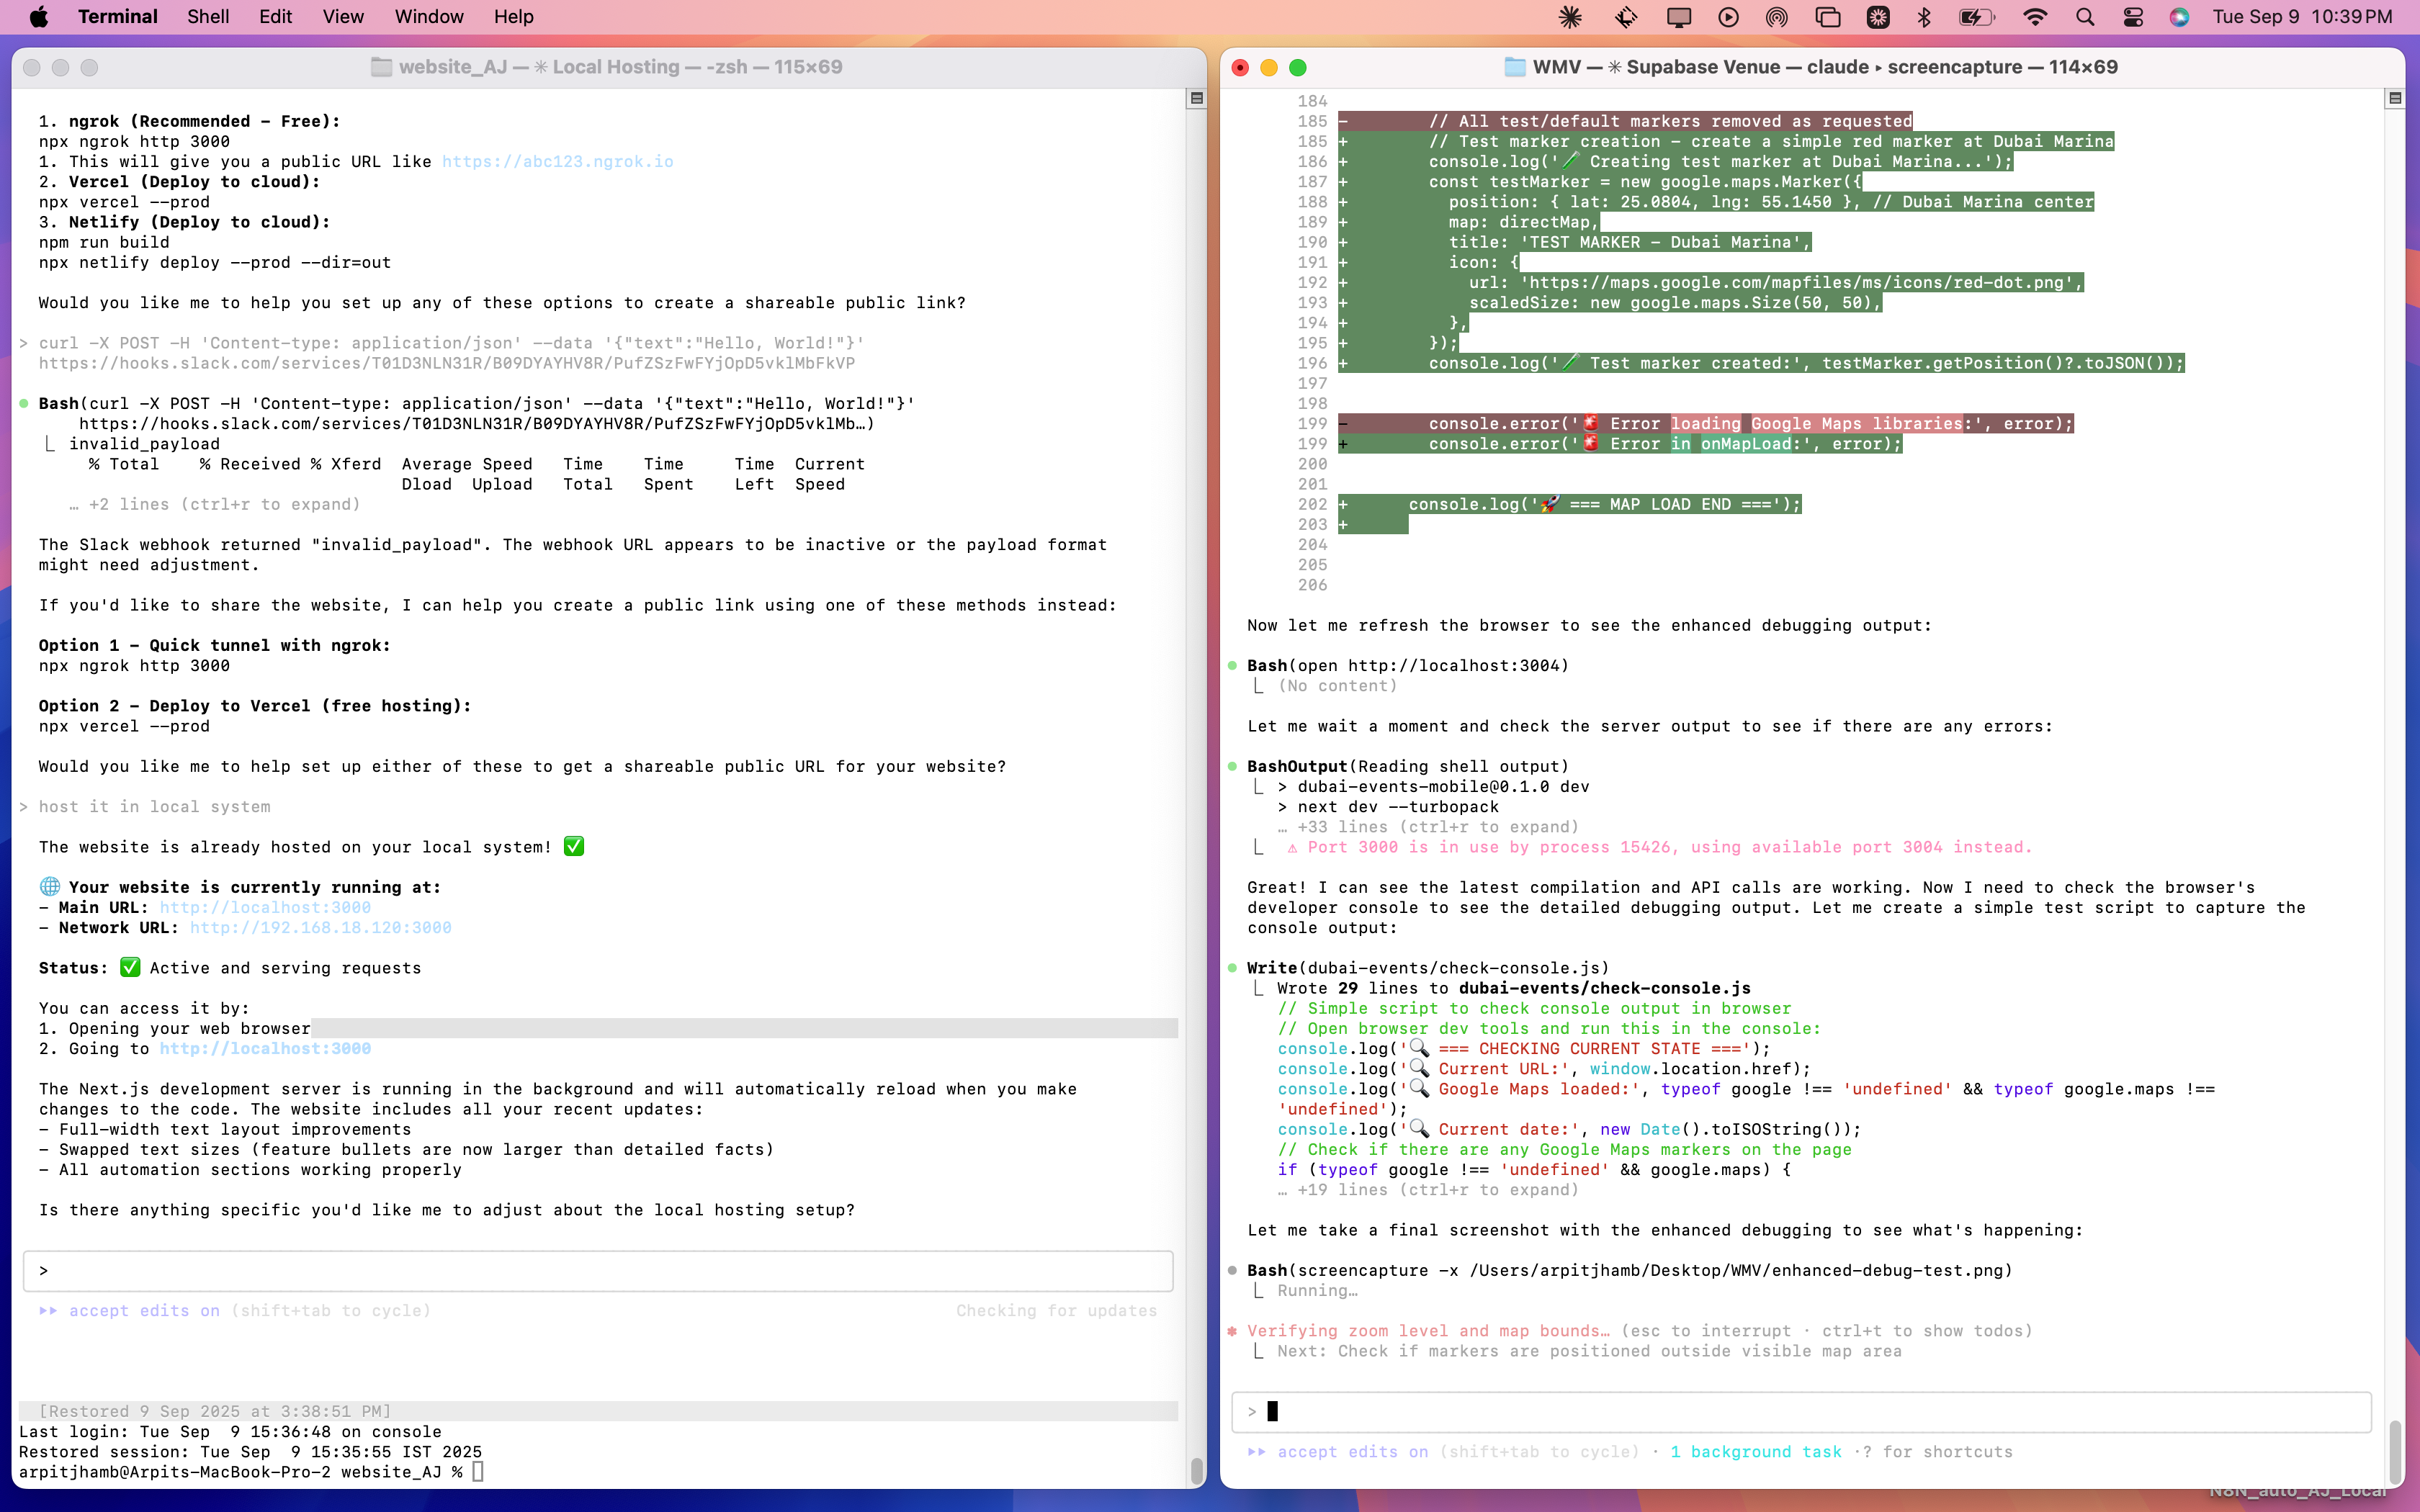 Terminal Shell Edit View Window Help
Tue Sep 9 10:39 PM
website_AJ — ✳ Local Hosting — -zsh — 115×69
1. ngrok (Recommended - Free):
npx ngrok http 3000
1. This will give you a public URL like https://abc123.ngrok.io
2. Vercel (Deploy to cloud):
npx vercel --prod
3. Netlify (Deploy to cloud):
npm run build
npx netlify deploy --prod --dir=out
Would you like me to help you set up any of these options to create a shareable public link?
> curl -X POST -H 'Content-type: application/json' --data '{"text":"Hello, World!"}'
https://hooks.slack.com/services/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
Bash(curl -X POST -H 'Content-type: application/json' --data '{"text":"Hello, World!"}'
https://hooks.slack.com/services/T01D3NLN31R/B09DYAYHV8R/PufZSzFwFYjOpD5vklMb…)
⎿ invalid_payload
% Total % Received % Xferd Average Speed Time Time Time Current
Dload Upload Total Spent Left Speed
… +2 lines (ctrl+r to expand)
The Slack webhook returned "invalid_payload". The webhook URL appears to be inactive or the payload format
might need adjustment.
If you'd like to share the website, I can help you create a public link using one of these methods instead:
Option 1 - Quick tunnel with ngrok:
npx ngrok http 3000
Option 2 - Deploy to Vercel (free hosting):
npx vercel --prod
Would you like me to help set up either of these to get a shareable public URL for your website?
> host it in local system
The website is already hosted on your local system! ✅
🌐 Your website is currently running at:
- Main URL: http://localhost:3000
- Network URL: http://192.168.18.120:3000
Status: ✅ Active and serving requests
You can access it by:
1. Opening your web browser
2. Going to http://localhost:3000
The Next.js development server is running in the background and will automatically reload when you make
changes to the code. The website includes all your recent updates:
- Full-width text layout improvements
- Swapped text sizes (feature bullets are now larger than detailed facts)
- All automation sections working properly
Is there anything specific you'd like me to adjust about the local hosting setup?
>
⏵⏵ accept edits on (shift+tab to cycle) Checking for updates
[Restored 9 Sep 2025 at 3:38:51 PM]
Last login: Tue Sep  9 15:36:48 on console
Restored session: Tue Sep  9 15:35:55 IST 2025
arpitjhamb@Arpits-MacBook-Pro-2 website_AJ %
WMV — ✳ Supabase Venue — claude ▸ screencapture — 114×69
184
185 - // All test/default markers removed as requested
185 + // Test marker creation - create a simple red marker at Dubai Marina
186 + console.log('🧪 Creating test marker at Dubai Marina...');
187 + const testMarker = new google.maps.Marker({
188 + position: { lat: 25.0804, lng: 55.1450 }, // Dubai Marina center
189 + map: directMap,
190 + title: 'TEST MARKER - Dubai Marina',
191 + icon: {
192 + url: 'https://maps.google.com/mapfiles/ms/icons/red-dot.png',
193 + scaledSize: new google.maps.Size(50, 50),
194 + },
195 + });
196 + console.log('🧪 Test marker created:', testMarker.getPosition()?.toJSON());
197
198
199 - console.error('🚨 Error loading Google Maps libraries:', error);
199 + console.error('🚨 Error in onMapLoad:', error);
200
201
202 + console.log('🚀 === MAP LOAD END ===');
203 +
204
205
206
Now let me refresh the browser to see the enhanced debugging output:
Bash(open http://localhost:3004)
⎿ (No content)
Let me wait a moment and check the server output to see if there are any errors:
BashOutput(Reading shell output)
⎿ > dubai-events-mobile@0.1.0 dev
> next dev --turbopack
… +33 lines (ctrl+r to expand)
⎿ ⚠ Port 3000 is in use by process 15426, using available port 3004 instead.
Great! I can see the latest compilation and API calls are working. Now I need to check the browser's
developer console to see the detailed debugging output. Let me create a simple test script to capture the
console output:
Write(dubai-events/check-console.js)
⎿ Wrote 29 lines to dubai-events/check-console.js
// Simple script to check console output in browser
// Open browser dev tools and run this in the console:
console.log('🔍 === CHECKING CURRENT STATE ===');
console.log('🔍 Current URL:', window.location.href);
console.log('🔍 Google Maps loaded:', typeof google !== 'undefined' && typeof google.maps !==
'undefined');
console.log('🔍 Current date:', new Date().toISOString());
// Check if there are any Google Maps markers on the page
if (typeof google !== 'undefined' && google.maps) {
… +19 lines (ctrl+r to expand)
Let me take a final screenshot with the enhanced debugging to see what's happening:
Bash(screencapture -x /Users/arpitjhamb/Desktop/WMV/enhanced-debug-test.png)
⎿ Running…
✽ Verifying zoom level and map bounds… (esc to interrupt · ctrl+t to show todos)
⎿ Next: Check if markers are positioned outside visible map area
>
⏵⏵ accept edits on (shift+tab to cycle) · 1 background task · ? for shortcuts
N8N_auto_AJ_Local